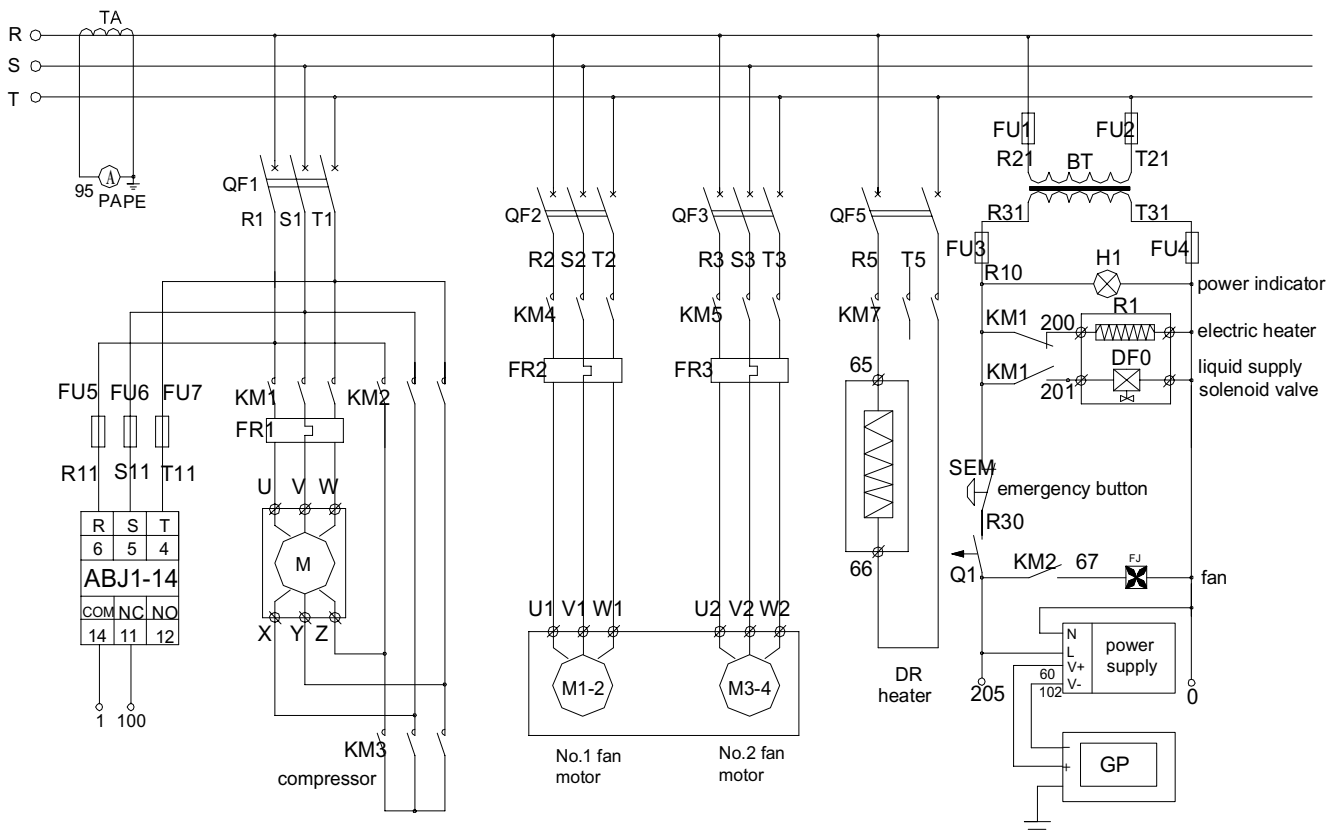 TA
R
S
T
A
95 PAPE
QF1
R1 S1 T1
FU5 FU6 FU7
R11 S11 T11
R S T
6 5 4
ABJ1-14
COM NC NO
14 11 12
1 100
KM1
KM2
FR1
U V W
M
X Y Z
KM3
compressor
QF2
R2 S2 T2
KM4
FR2
U1 V1 W1
M1-2
No.1 fan
motor
QF3
R3 S3 T3
KM5
FR3
U2 V2 W2
M3-4
No.2 fan
motor
QF5
R5 T5
KM7
65
66
DR
heater
FU1 FU2
R21 BT T21
R31 T31
FU3 FU4
R10 H1
power indicator
KM1 200 R1
electric heater
KM1 201 DF0
liquid supply
solenoid valve
SEM
emergency button
R30
Q1
KM2 67 FJ
fan
N
L
V+
V-
power
supply
60
102
205
0
-
+
GP